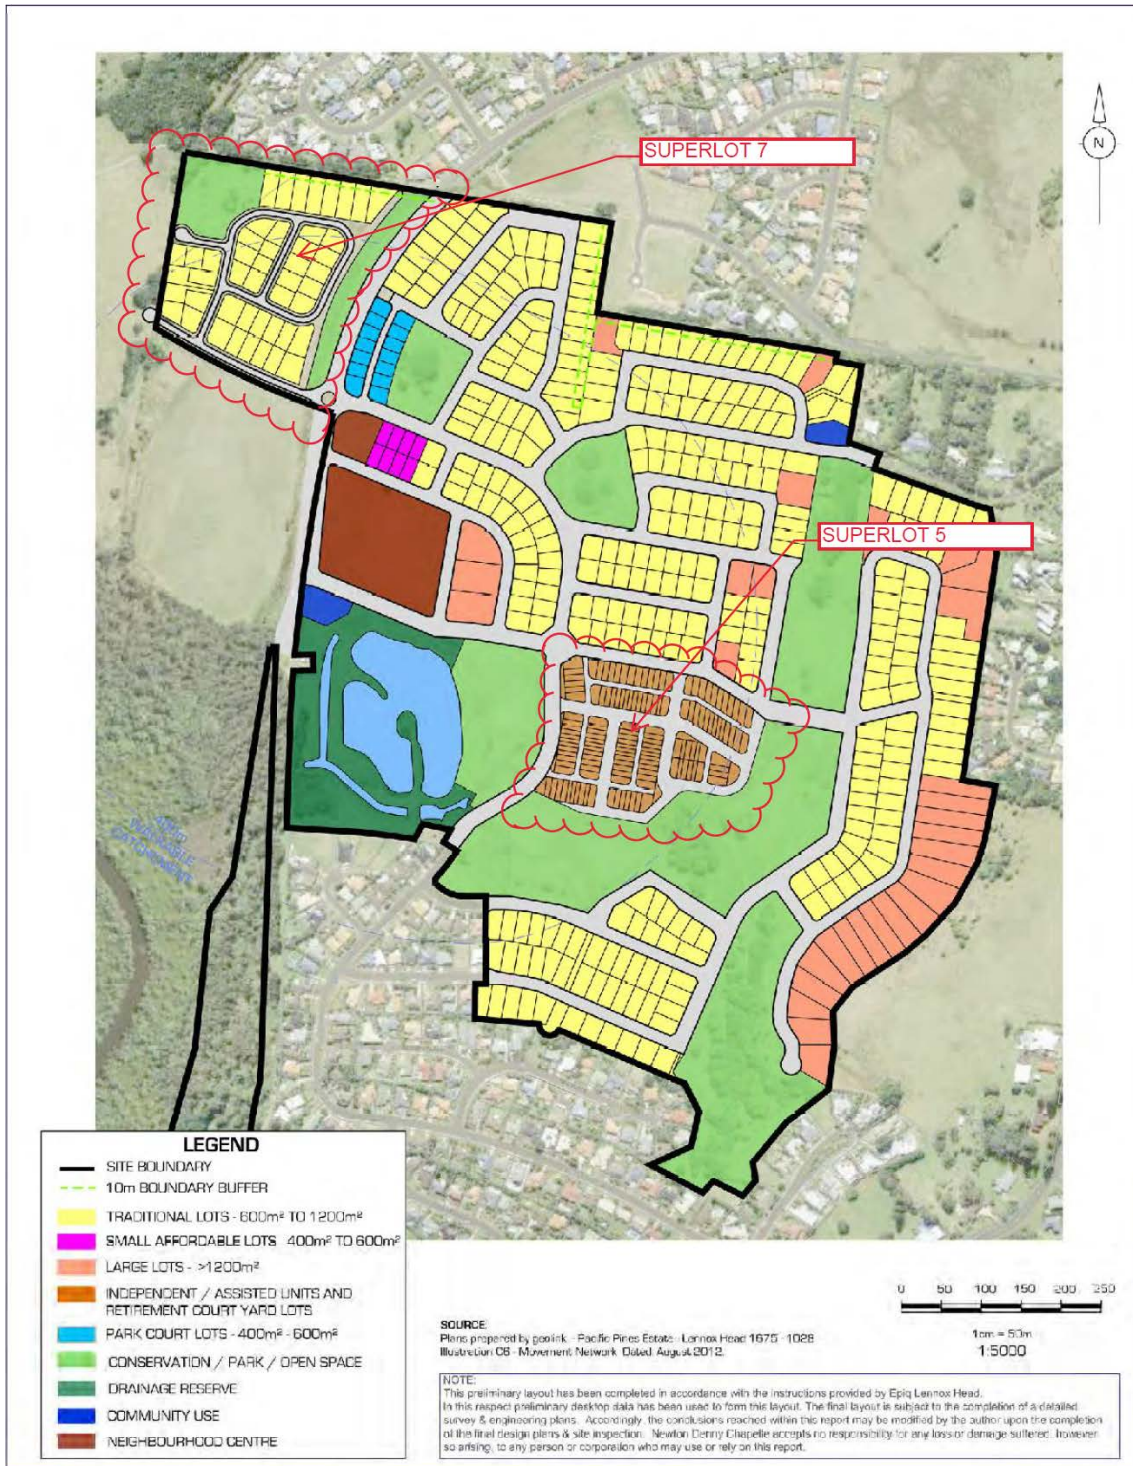 SUPERLOT 7
N
SUPERLOT 5
400m
WALKABLE
CATCHMENT
LEGEND
SITE BOUNDARY
10m BOUNDARY BUFFER
TRADITIONAL LOTS - 600m² TO 1200m²
SMALL AFFORDABLE LOTS 400m² TO 600m²
LARGE LOTS - >1200m²
INDEPENDENT / ASSISTED UNITS AND
RETIREMENT COURT YARD LOTS
PARK COURT LOTS - 400m² - 600m²
CONSERVATION / PARK / OPEN SPACE
DRAINAGE RESERVE
COMMUNITY USE
NEIGHBOURHOOD CENTRE
0 50 100 150 200 250
1cm = 50m
1:5000
SOURCE:
Plans prepared by geolink - Pacific Pines Estate - Lennox Head 1675 - 1028
Illustration C6 - Movement Network Dated: August 2012.
NOTE:
This preliminary layout has been completed in accordance with the instructions provided by Epiq Lennox Head.
In this respect preliminary desktop data has been used to form this layout. The final layout is subject to the completion of a detailed
survey & engineering plans. Accordingly, the conclusions reached within this report may be modified by the author upon the completion
of the final design plans & site inspection. Newton Denny Chapelle accepts no responsibility for any loss or damage suffered, however
so arising, to any person or corporation who may use or rely on this report.